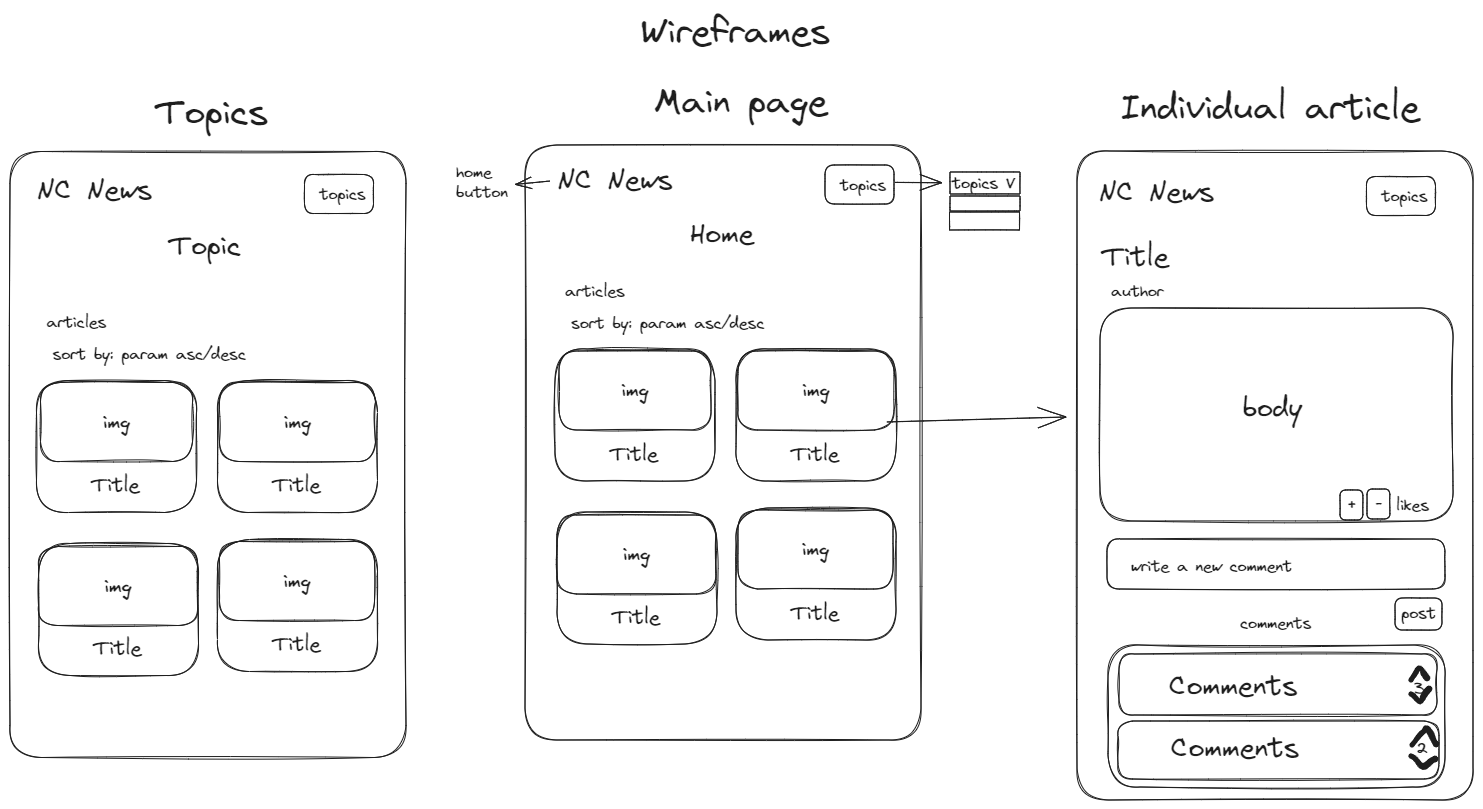 Wireframes
Topics
NC News
topics
Topic
articles
sort by: param asc/desc
img
img
Title
Title
img
img
Title
Title
Main page
home
button
NC News
topics
topics V
Home
articles
sort by: param asc/desc
img
img
Title
Title
img
img
Title
Title
Individual article
NC News
topics
Title
author
body
+ - likes
write a new comment
post
comments
Comments
3
Comments
2